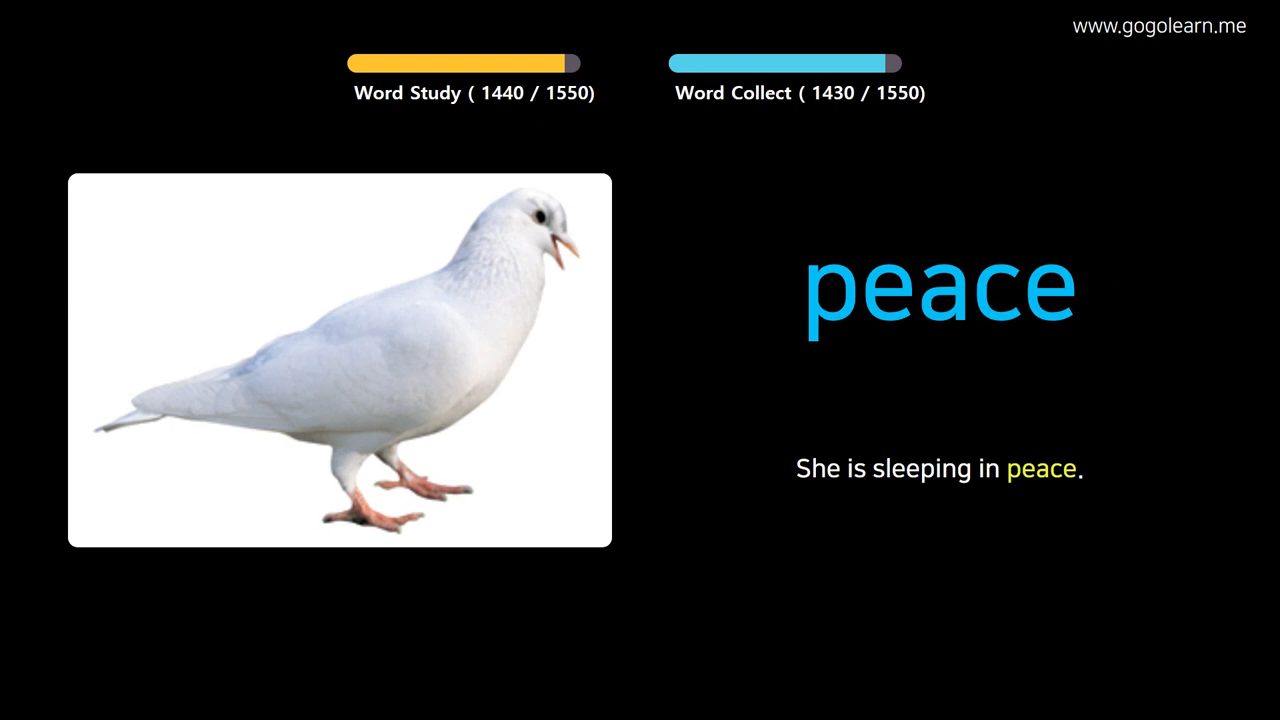 www.gogolearn.me
Word Study ( 1440 / 1550)
Word Collect ( 1430 / 1550)
peace
She is sleeping in peace.